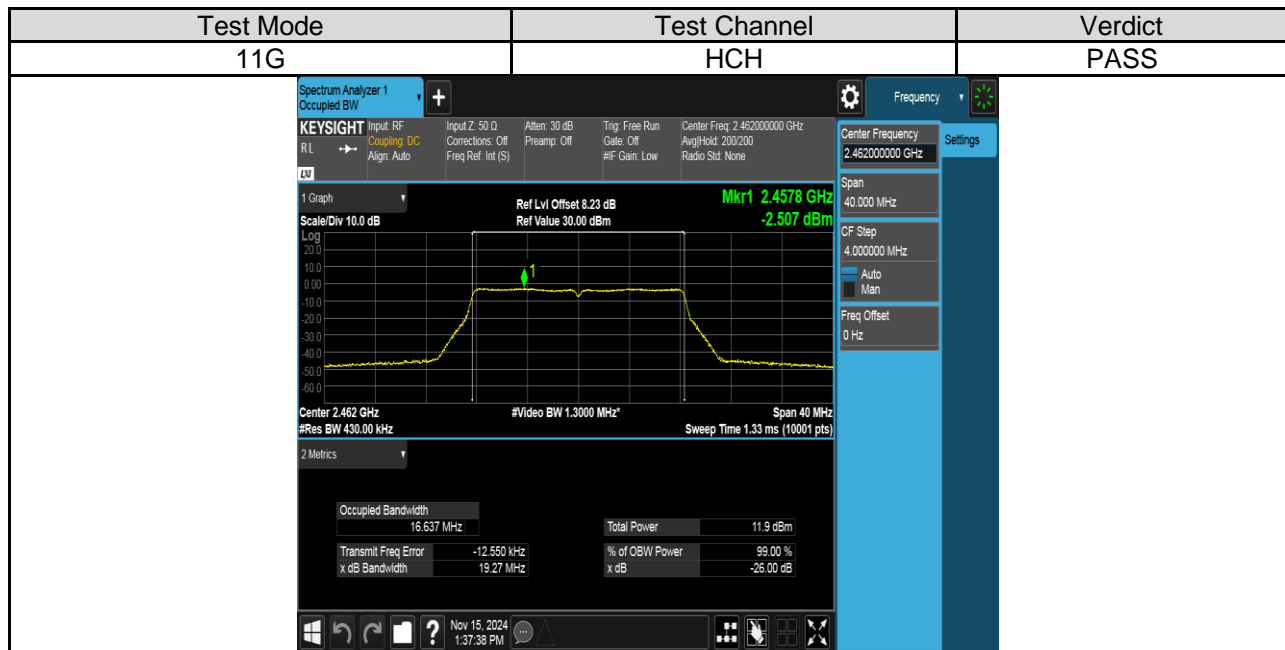 Test Mode Test Channel Verdict
11G HCH PASS
Spectrum Analyzer 1
Occupied BW
+
Frequency
KEYSIGHT Input: RF Input Z: 50 Ω Atten: 30 dB Trig: Free Run Center Freq: 2.462000000 GHz
RL Coupling: DC Corrections: Off Preamp: Off Gate: Off Avg|Hold: 200/200
Align: Auto Freq Ref: Int (S) #IF Gain: Low Radio Std: None
LXI
Center Frequency
2.462000000 GHz
Settings
Span
40.000 MHz
CF Step
4.000000 MHz
Auto
Man
Freq Offset
0 Hz
1 Graph
Ref Lvl Offset 8.23 dB Mkr1 2.4578 GHz
Scale/Div 10.0 dB Ref Value 30.00 dBm -2.507 dBm
Log
20.0
10.0
0.00
-10.0
-20.0
-30.0
-40.0
-50.0
-60.0
1
Center 2.462 GHz #Video BW 1.3000 MHz* Span 40 MHz
#Res BW 430.00 kHz Sweep Time 1.33 ms (10001 pts)
2 Metrics
Occupied Bandwidth
16.637 MHz Total Power 11.9 dBm
Transmit Freq Error -12.550 kHz % of OBW Power 99.00 %
x dB Bandwidth 19.27 MHz x dB -26.00 dB
? Nov 15, 2024
1:37:38 PM